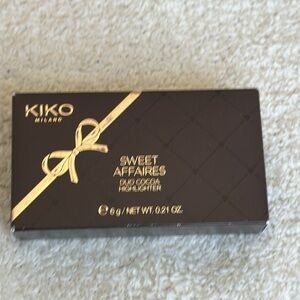 KIKO
MILANO
SWEET
AFFAIRES
DUO COCOA
HIGHLIGHTER
℮ 6 g / NET WT. 0.21 OZ.